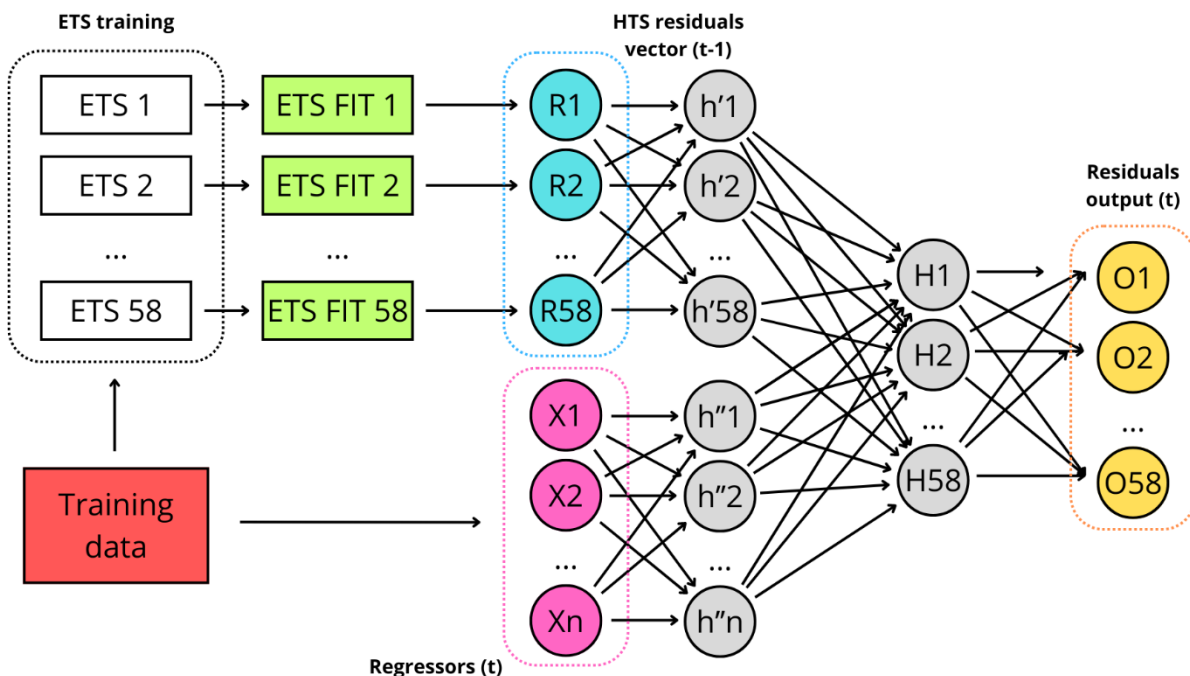 ETS training
HTS residuals
vector (t-1)
ETS 1
ETS FIT 1
R1
h'1
ETS 2
ETS FIT 2
R2
h'2
Residuals
output (t)
...
...
...
...
H1
O1
ETS 58
ETS FIT 58
R58
h'58
H2
O2
X1
h"1
...
...
Training
data
X2
h"2
H58
O58
...
...
Xn
h"n
Regressors (t)